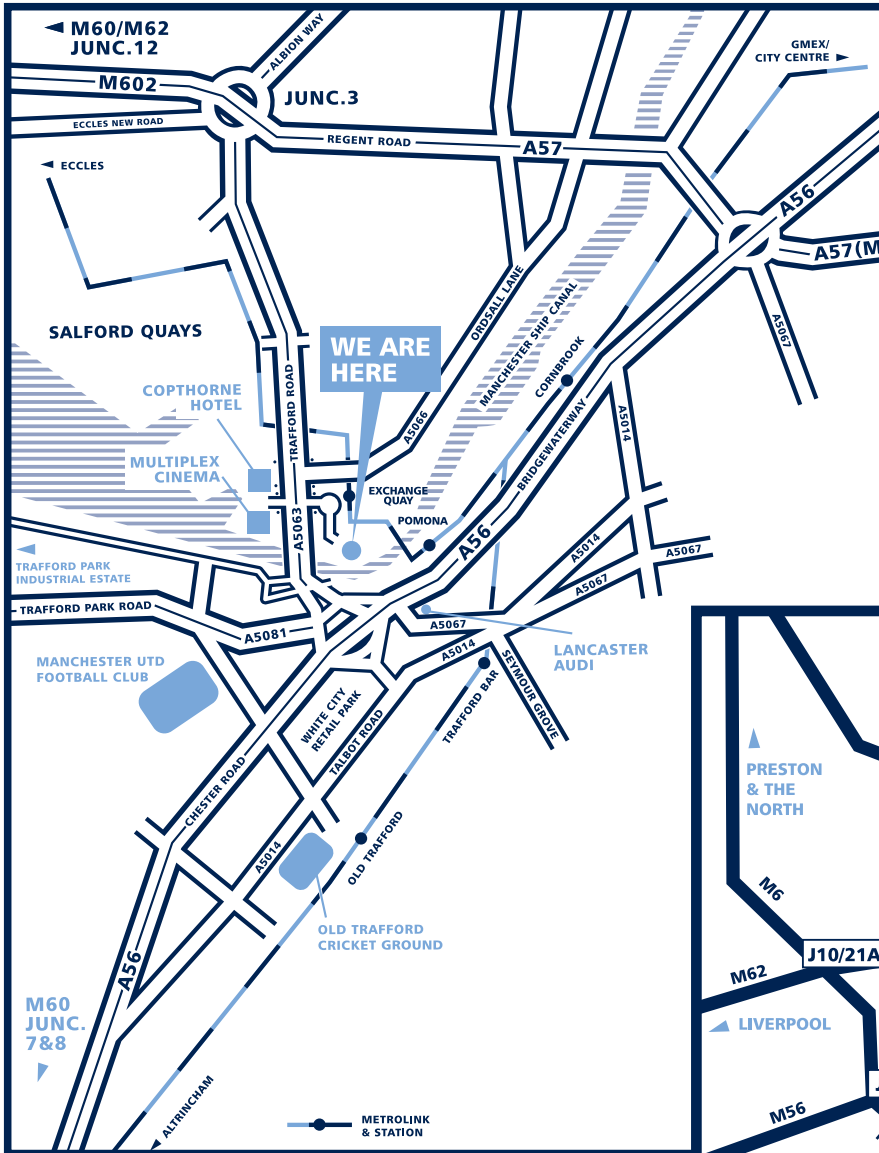 M60/M62
JUNC.12
ALBION WAY
GMEX/
CITY CENTRE
M602
JUNC.3
ECCLES NEW ROAD
REGENT ROAD
A57
ECCLES
A56
A57(M
SALFORD QUAYS
ORDSALL LANE
MANCHESTER SHIP CANAL
A5067
WE ARE
HERE
CORNBROOK
COPTHORNE
HOTEL
TRAFFORD ROAD
A5066
BRIDGEWATERWAY
A5014
MULTIPLEX
CINEMA
EXCHANGE
QUAY
A5063
POMONA
A56
A5014
A5067
A5067
TRAFFORD PARK
INDUSTRIAL ESTATE
TRAFFORD PARK ROAD
A5081
A5067
A5014
LANCASTER
AUDI
MANCHESTER UTD
FOOTBALL CLUB
SEYMOUR GROVE
TRAFFORD BAR
WHITE CITY
RETAIL PARK
TALBOT ROAD
CHESTER ROAD
PRESTON
& THE
NORTH
A5014
OLD TRAFFORD
M6
OLD TRAFFORD
CRICKET GROUND
A56
J10/21A
M62
M60
JUNC.
7&8
LIVERPOOL
ALTRINCHAM
METROLINK
& STATION
M56